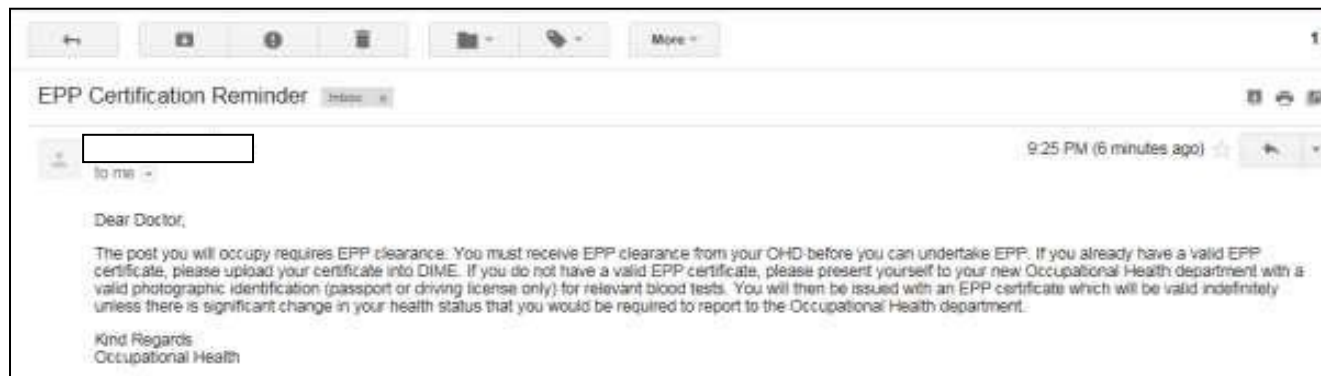 More
1
EPP Certification Reminder Inbox x
9:25 PM (6 minutes ago)
to me
Dear Doctor,
The post you will occupy requires EPP clearance. You must receive EPP clearance from your OHD before you can undertake EPP. If you already have a valid EPP
certificate, please upload your certificate into DIME. If you do not have a valid EPP certificate, please present yourself to your new Occupational Health department with a
valid photographic identification (passport or driving license only) for relevant blood tests. You will then be issued with an EPP certificate which will be valid indefinitely
unless there is significant change in your health status that you would be required to report to the Occupational Health department.
Kind Regards
Occupational Health